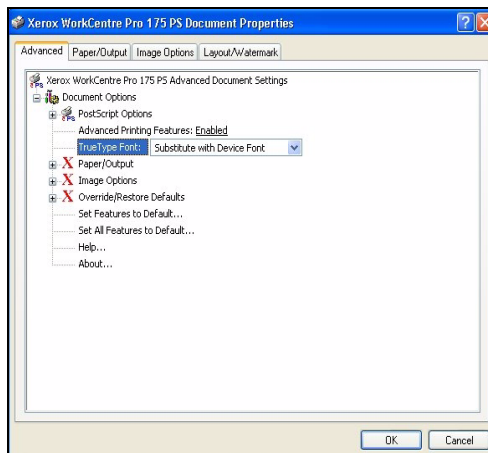 Xerox WorkCentre Pro 175 PS Document Properties
Advanced Paper/Output Image Options Layout/Watermark
Xerox WorkCentre Pro 175 PS Advanced Document Settings
Document Options
PostScript Options
Advanced Printing Features: Enabled
TrueType Font: Substitute with Device Font
Paper/Output
Image Options
Override/Restore Defaults
Set Features to Default...
Set All Features to Default...
Help...
About...
OK Cancel